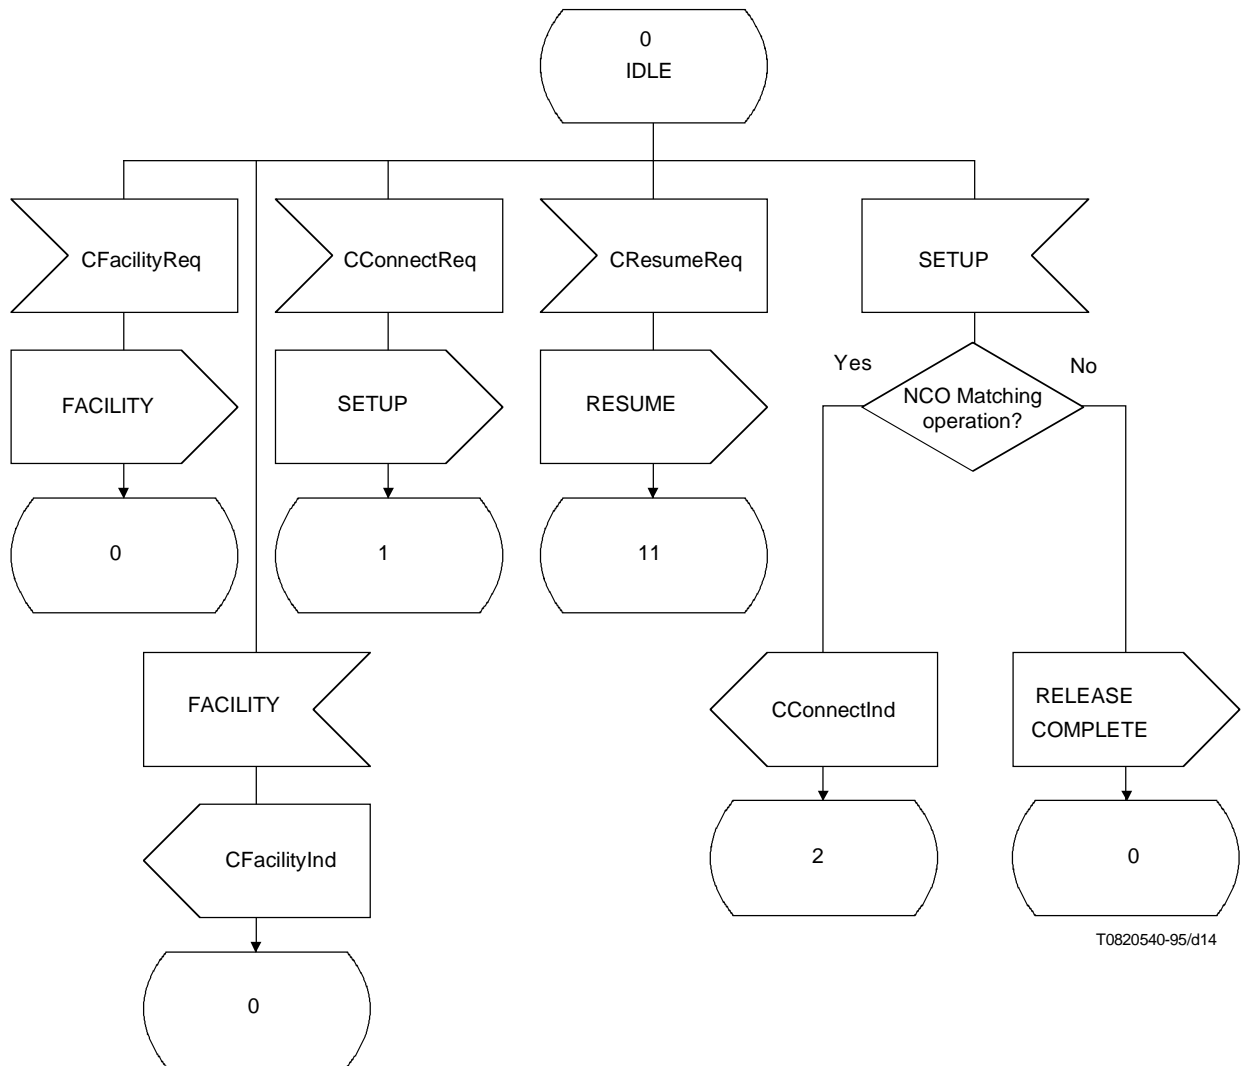 0
IDLE
CFacilityReq
CConnectReq
CResumeReq
SETUP
FACILITY
SETUP
RESUME
Yes
No
NCO Matching
operation?
0
1
11
FACILITY
CConnectInd
RELEASE
COMPLETE
CFacilityInd
2
0
T0820540-95/d14
0